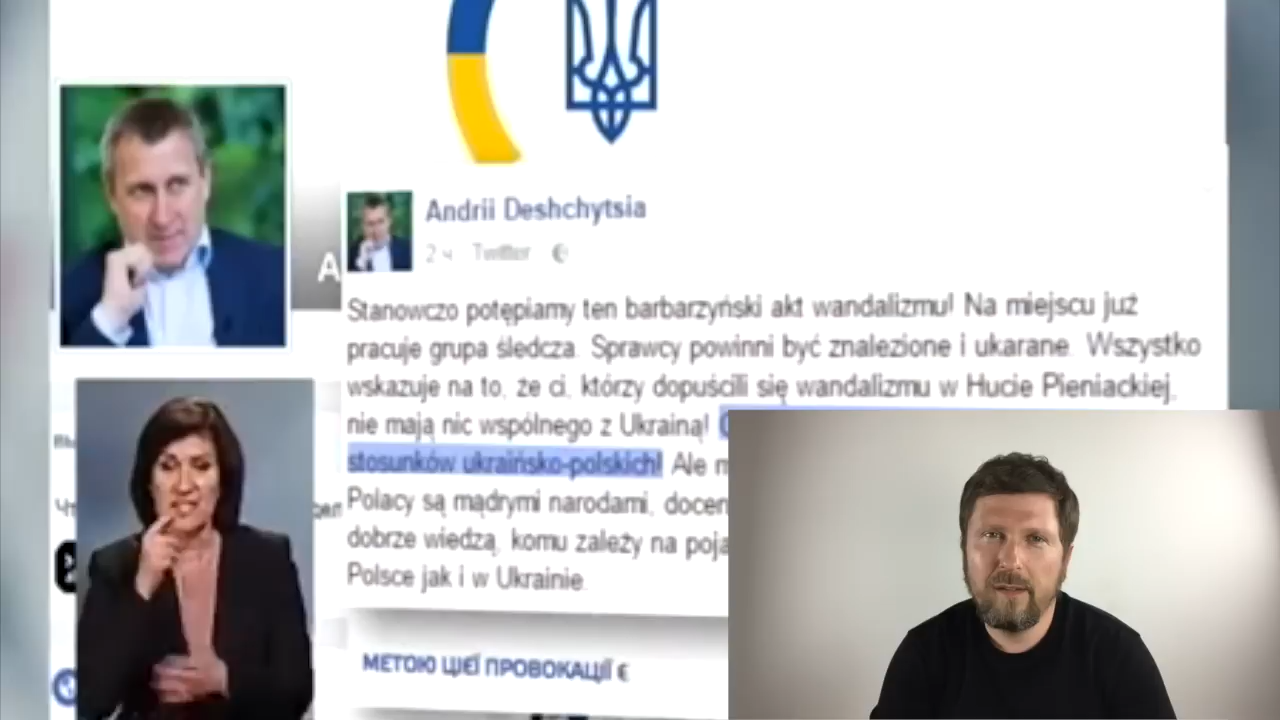 Andrii Deshchytsia
2 ч Twitter
Stanowczo potępiamy ten barbarzyński akt wandalizmu! Na miejscu już
pracuje grupa śledcza. Sprawcy powinni być znalezione i ukarane. Wszystko
wskazuje na to, że ci, którzy dopuścili się wandalizmu w Hucie Pieniackiej,
nie mają nic wspólnego z Ukrainą!
stosunków ukraińsko-polskich! Ale
Polacy są mądrymi narodami,
dobrze wiedzą, komu zależy na
Polsce jak i w Ukrainie.
МЕТОЮ ЦІЄЇ ПРОВОКАЦІЇ Є